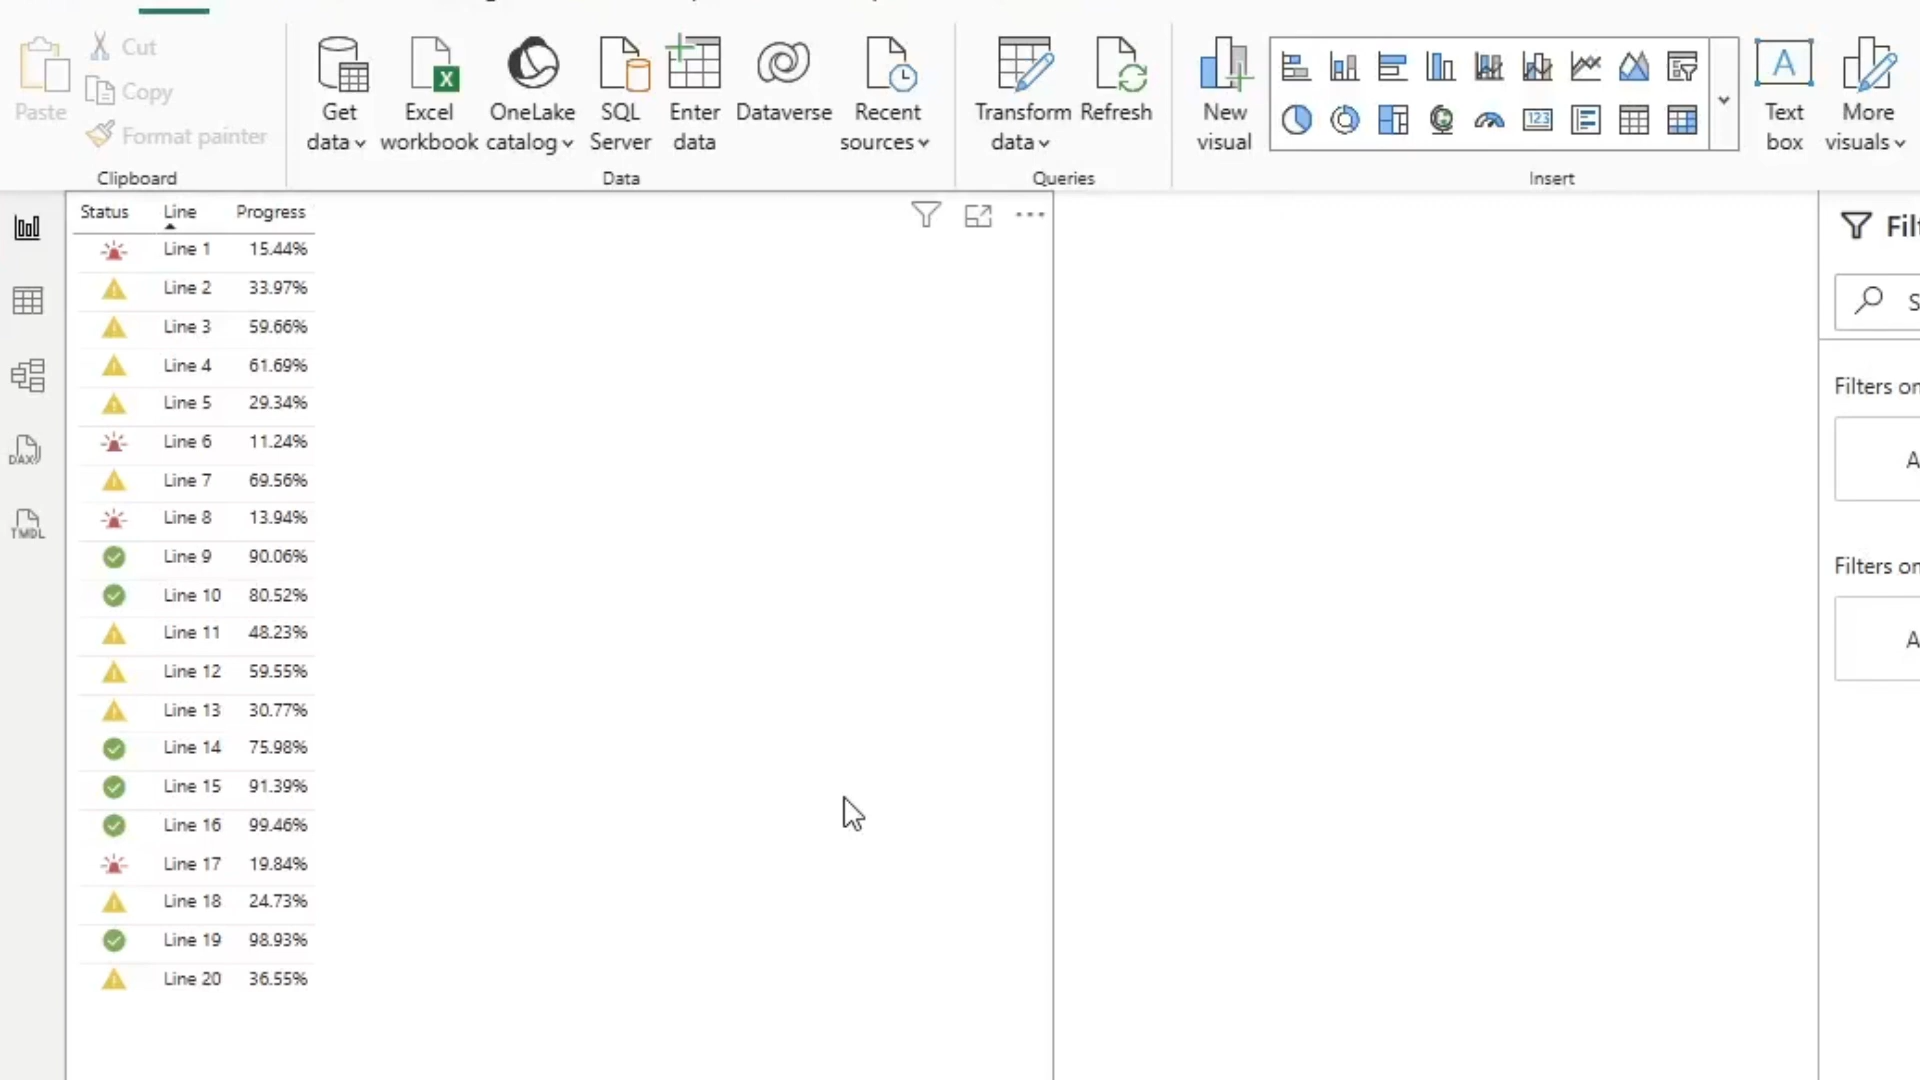 Cut
Copy
Format painter
Paste
Clipboard
Get data
Excel workbook
OneLake catalog
SQL Server
Enter data
Dataverse
Recent sources
Data
Transform data
Refresh
Queries
New visual
123
Insert
A
Text box
More visuals
DAX
TMDL
Status Line Progress
Line 1 15.44%
Line 2 33.97%
Line 3 59.66%
Line 4 61.69%
Line 5 29.34%
Line 6 11.24%
Line 7 69.56%
Line 8 13.94%
Line 9 90.06%
Line 10 80.52%
Line 11 48.23%
Line 12 59.55%
Line 13 30.77%
Line 14 75.98%
Line 15 91.39%
Line 16 99.46%
Line 17 19.84%
Line 18 24.73%
Line 19 98.93%
Line 20 36.55%
Filters
Filters